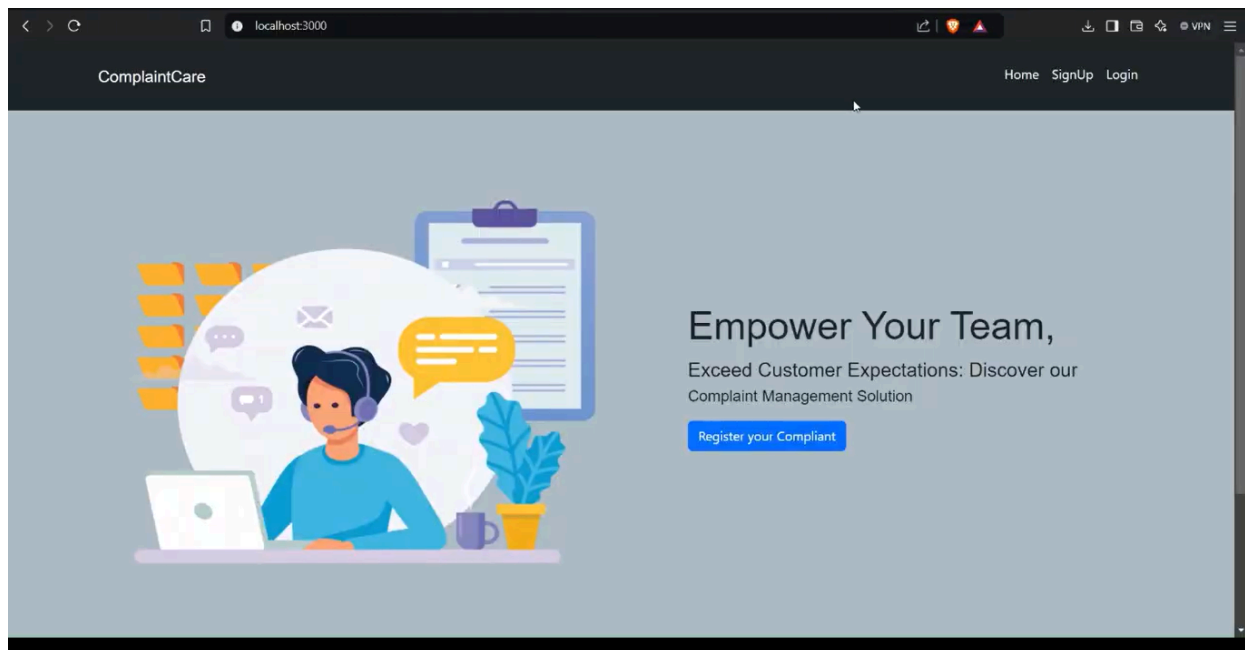 localhost:3000
VPN
ComplaintCare
Home SignUp Login
1
Empower Your Team,
Exceed Customer Expectations: Discover our
Complaint Management Solution
Register your Compliant